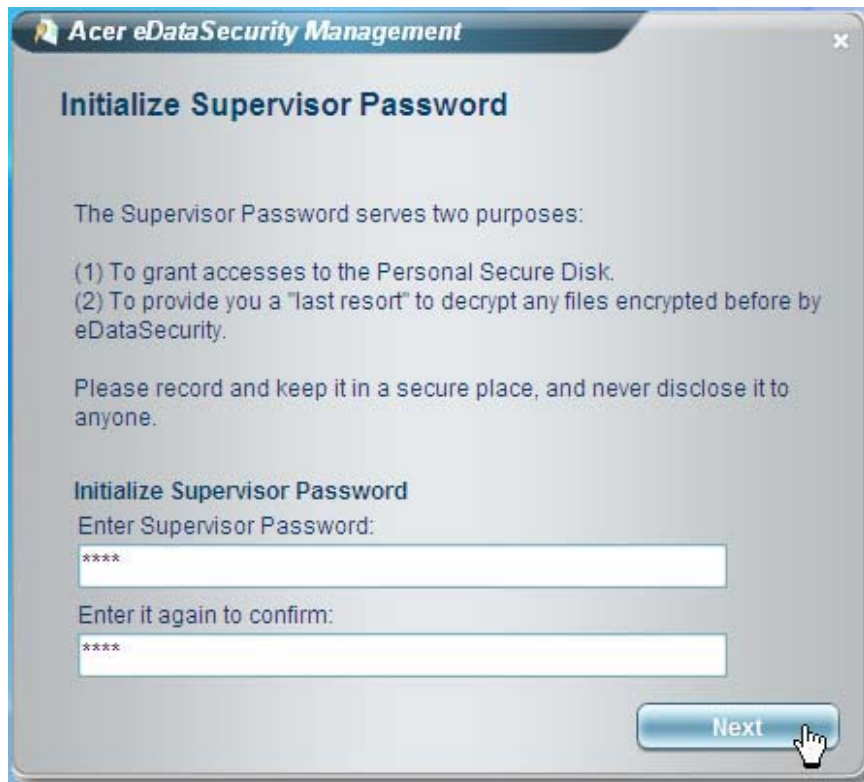 Acer eDataSecurity Management
x
Initialize Supervisor Password
The Supervisor Password serves two purposes:
(1) To grant accesses to the Personal Secure Disk.
(2) To provide you a "last resort" to decrypt any files encrypted before by
eDataSecurity.
Please record and keep it in a secure place, and never disclose it to
anyone.
Initialize Supervisor Password
Enter Supervisor Password:
****
Enter it again to confirm:
****
Next